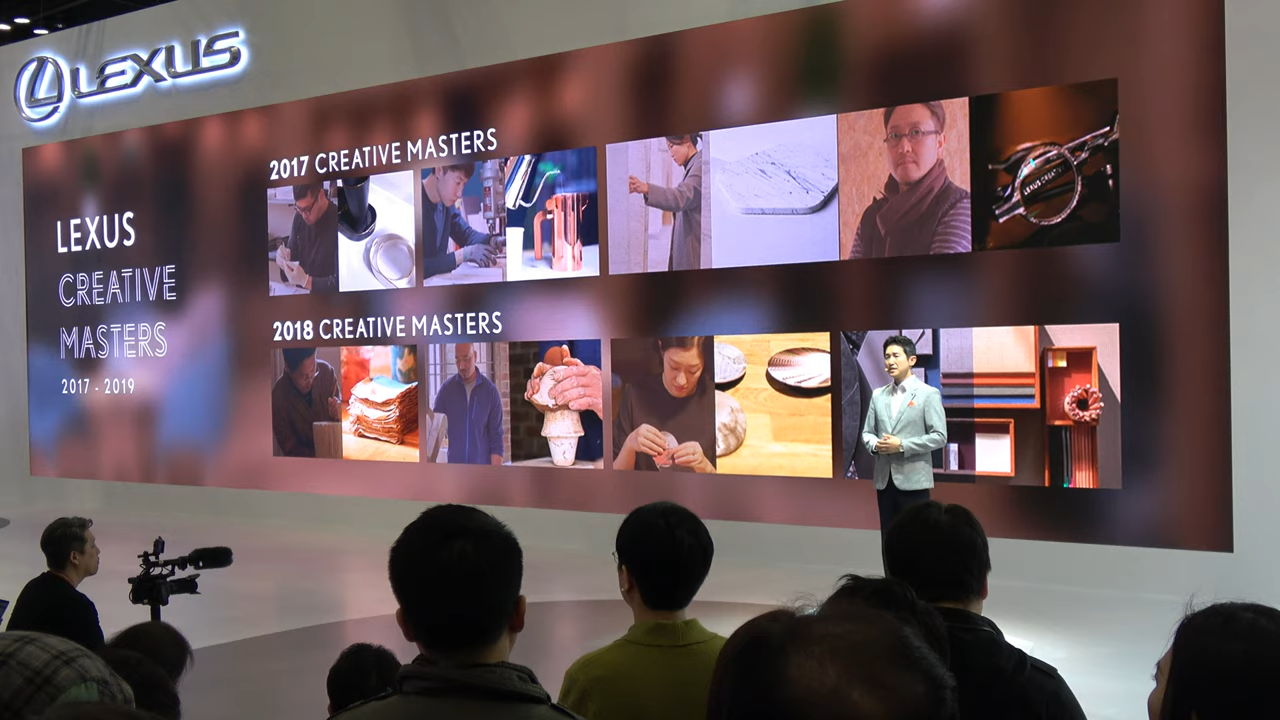 LEXUS
2017 CREATIVE MASTERS
LEXUS
CREATIVE
MASTERS
2017 - 2019
2018 CREATIVE MASTERS